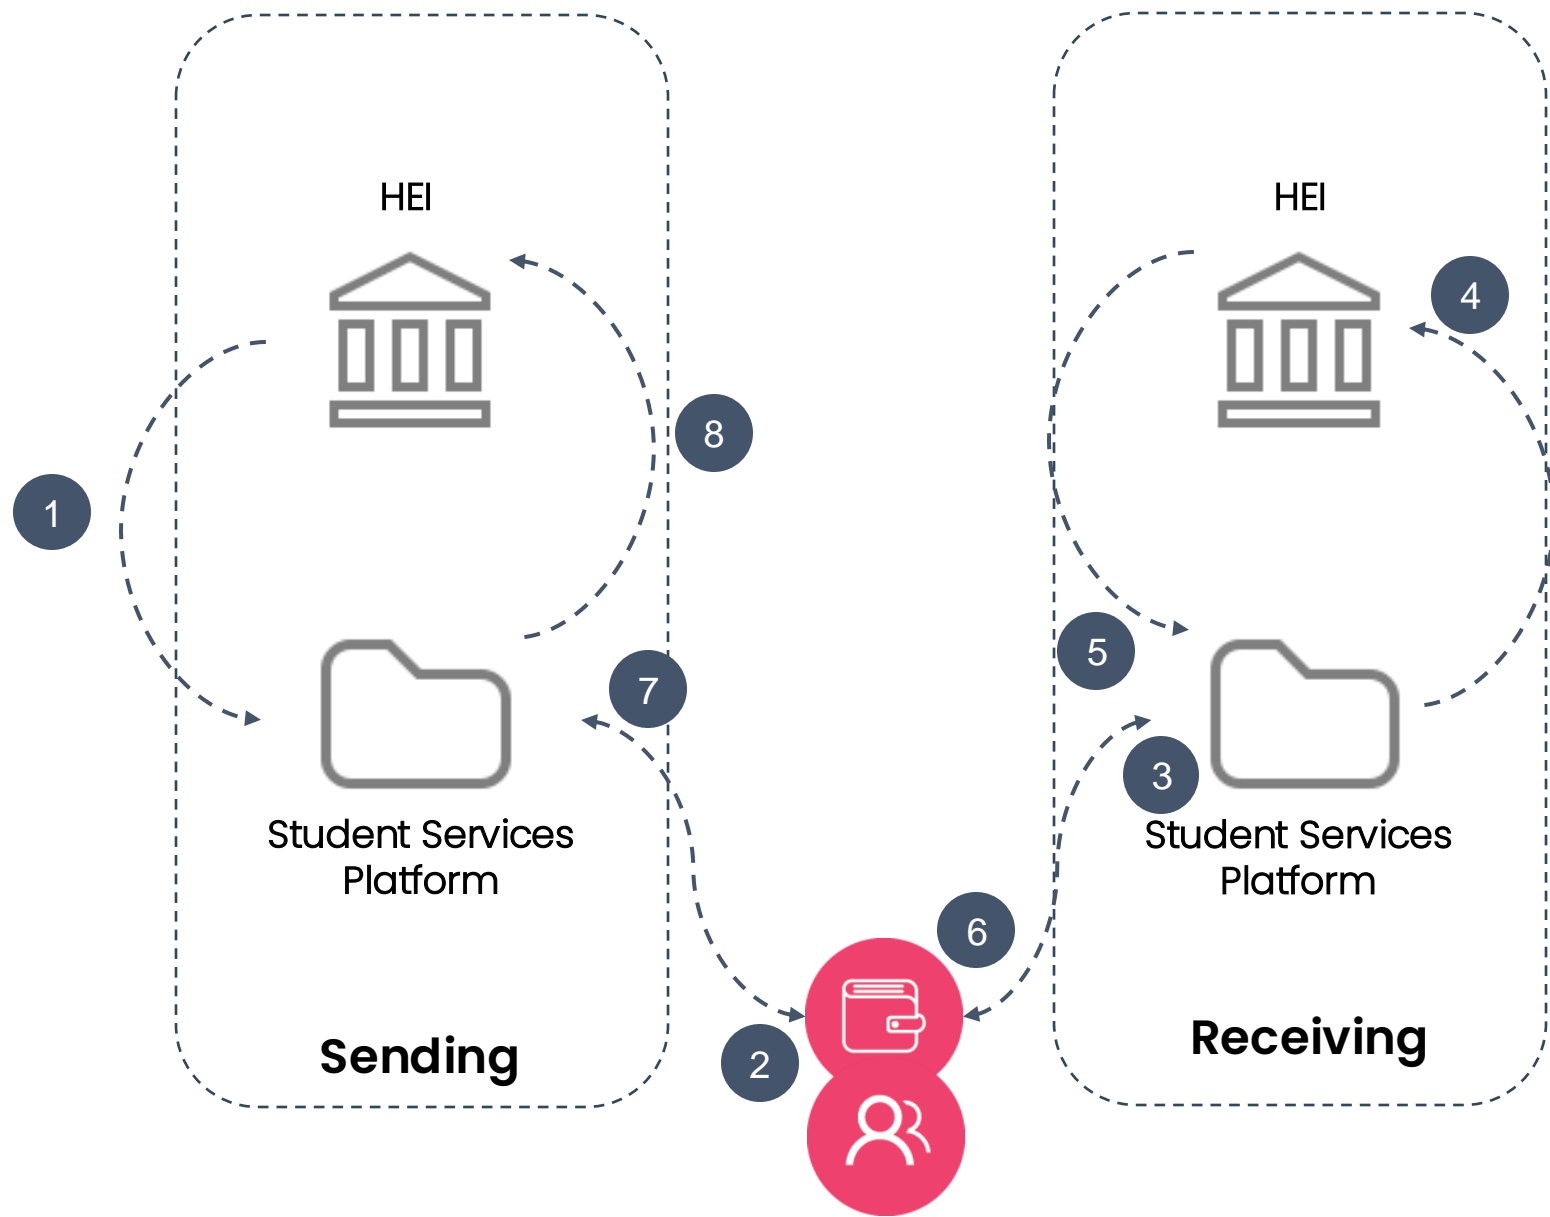 HEI
HEI
4
8
1
5
7
3
Student Services
Platform
Student Services
Platform
6
Receiving
Sending
2